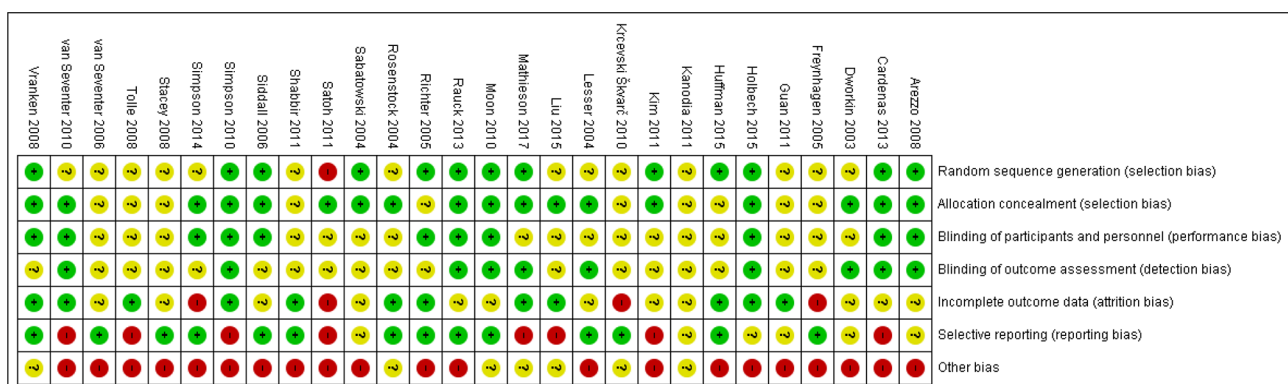 Vranken 2008
van Seventer 2010
van Seventer 2006
Tolle 2008
Stacey 2008
Simpson 2014
Simpson 2010
Siddall 2006
Shabbir 2011
Satoh 2011
Sabatowski 2004
Rosenstock 2004
Richter 2005
Rauck 2013
Moon 2010
Mathieson 2017
Liu 2015
Lesser 2004
Krcevski Škvarč 2010
Kim 2011
Kanodia 2011
Huffman 2015
Holbech 2015
Guan 2011
Freynhagen 2005
Dworkin 2003
Cardenas 2013
Arezzo 2008
+ ? ? ? ? ? + + ? - + ? + + + + ? ? ? + ? + + ? ? ? + + Random sequence generation (selection bias)
+ + ? ? ? + + + ? + + + ? + + + + + ? + ? ? + ? ? + + + Allocation concealment (selection bias)
+ + ? ? ? + + ? ? ? ? ? + + + ? ? ? ? ? ? ? + ? ? ? + + Blinding of participants and personnel (performance bias)
? + ? ? ? ? + ? ? ? ? ? ? + + + ? + ? ? ? ? + ? ? + + + Blinding of outcome assessment (detection bias)
+ + ? + ? - + ? + - ? + + ? ? + + ? - ? ? + + + - ? ? ? Incomplete outcome data (attrition bias)
+ - + - + + - + + - ? + + + + - - + + - ? + ? ? + ? - ? Selective reporting (reporting bias)
? - - - - - - - - - - ? - - ? ? ? - ? - ? - - - - - - - Other bias